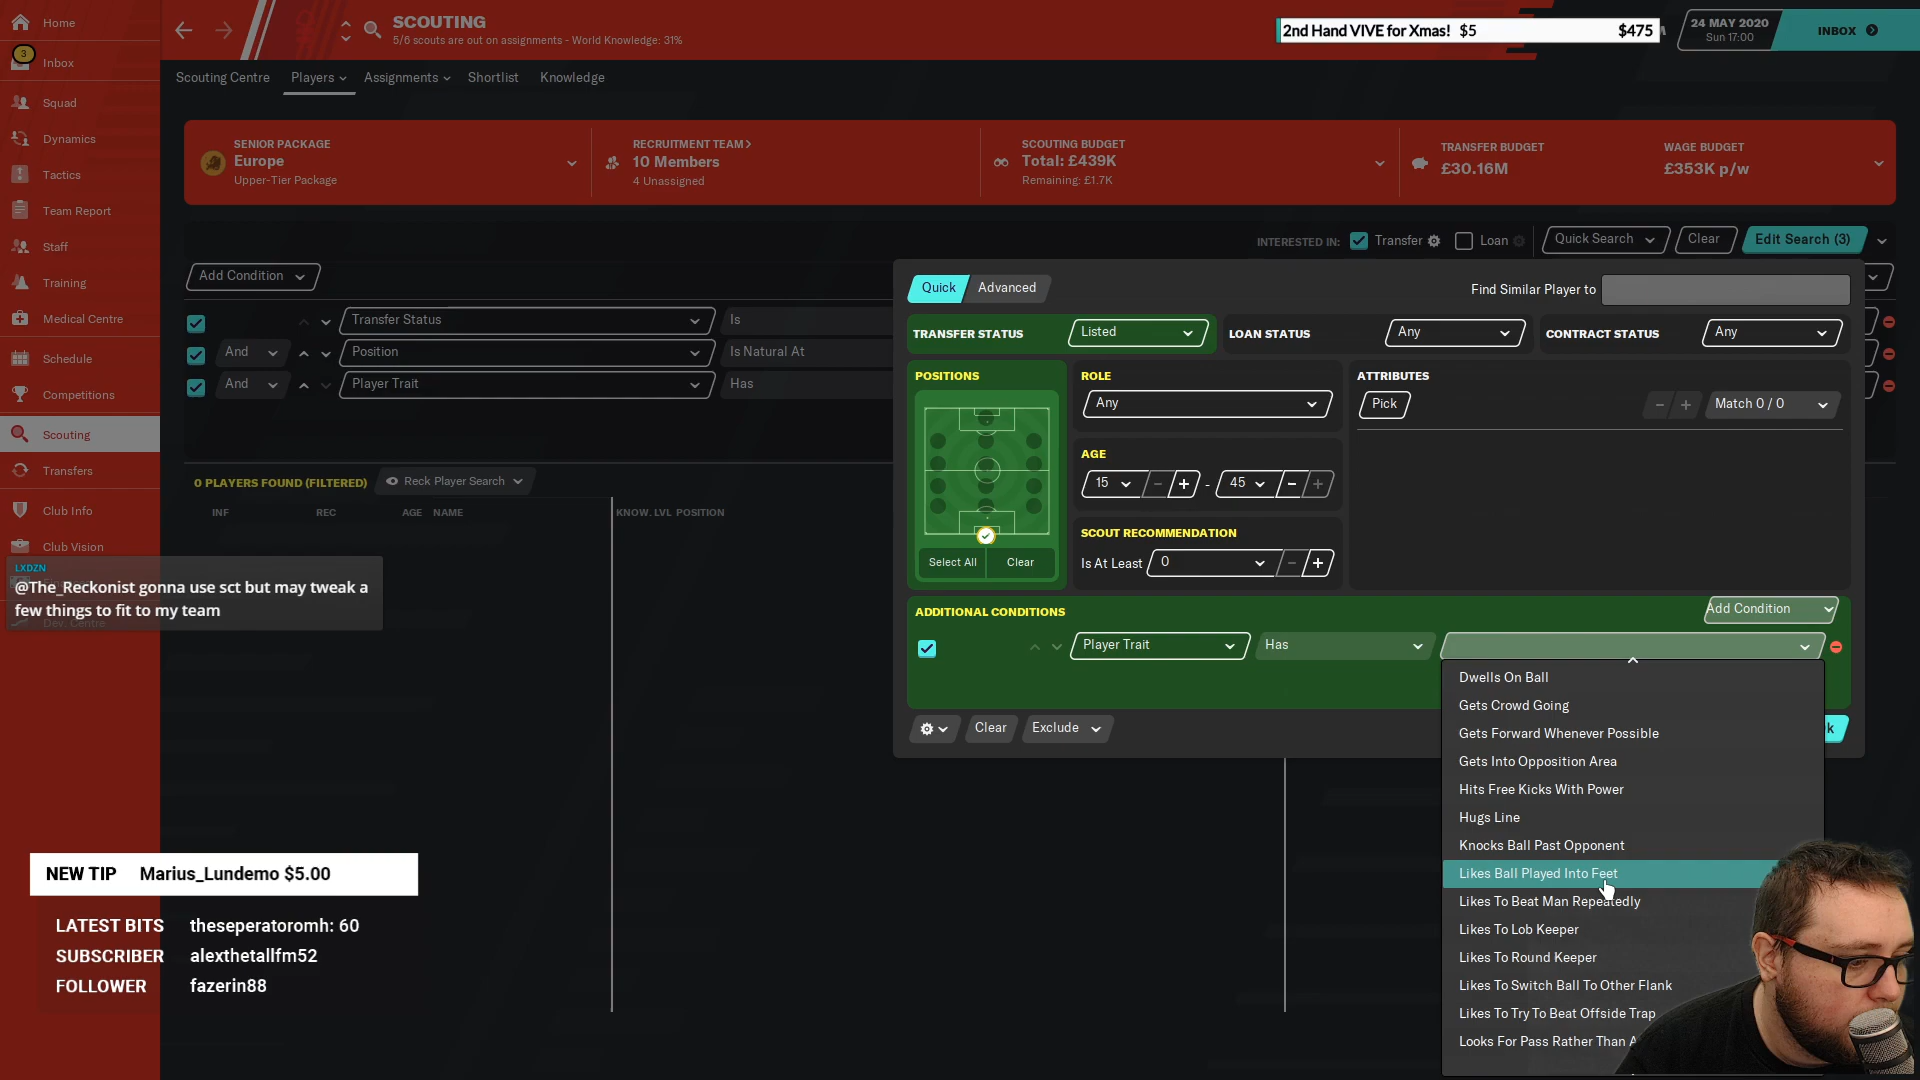 Home
3
Inbox
Squad
Dynamics
Tactics
Team Report
Staff
Training
Medical Centre
Schedule
Competitions
Scouting
Transfers
Club Info
Club Vision
Dev. Centre
SCOUTING
5/6 scouts are out on assignments - World Knowledge: 31%
2nd Hand VIVE for Xmas! $5 $475
24 MAY 2020
Sun 17:00
INBOX
Scouting Centre Players Assignments Shortlist Knowledge
SENIOR PACKAGE
Europe
Upper-Tier Package
RECRUITMENT TEAM>
10 Members
4 Unassigned
SCOUTING BUDGET
Total: £439K
Remaining: £1.7K
TRANSFER BUDGET
£30.16M
WAGE BUDGET
£353K p/w
INTERESTED IN: Transfer Loan Quick Search Clear Edit Search (3)
Add Condition
Transfer Status Is
And Position Is Natural At
And Player Trait Has
0 PLAYERS FOUND (FILTERED) Reck Player Search
INF REC AGE NAME KNOW. LVL POSITION
Quick Advanced Find Similar Player to
TRANSFER STATUS Listed LOAN STATUS Any CONTRACT STATUS Any
POSITIONS
Select All Clear
ROLE
Any
AGE
15 - 45
SCOUT RECOMMENDATION
Is At Least 0
ATTRIBUTES
Pick Match 0 / 0
ADDITIONAL CONDITIONS Add Condition
Player Trait Has
Clear Exclude
Dwells On Ball
Gets Crowd Going
Gets Forward Whenever Possible
Gets Into Opposition Area
Hits Free Kicks With Power
Hugs Line
Knocks Ball Past Opponent
Likes Ball Played Into Feet
Likes To Beat Man Repeatedly
Likes To Lob Keeper
Likes To Round Keeper
Likes To Switch Ball To Other Flank
Likes To Try To Beat Offside Trap
Looks For Pass Rather Than
LXDZN
@The_Reckonist gonna use sct but may tweak a
few things to fit to my team
NEW TIP Marius_Lundemo $5.00
LATEST BITS theseperatoromh: 60
SUBSCRIBER alexthetallfm52
FOLLOWER fazerin88